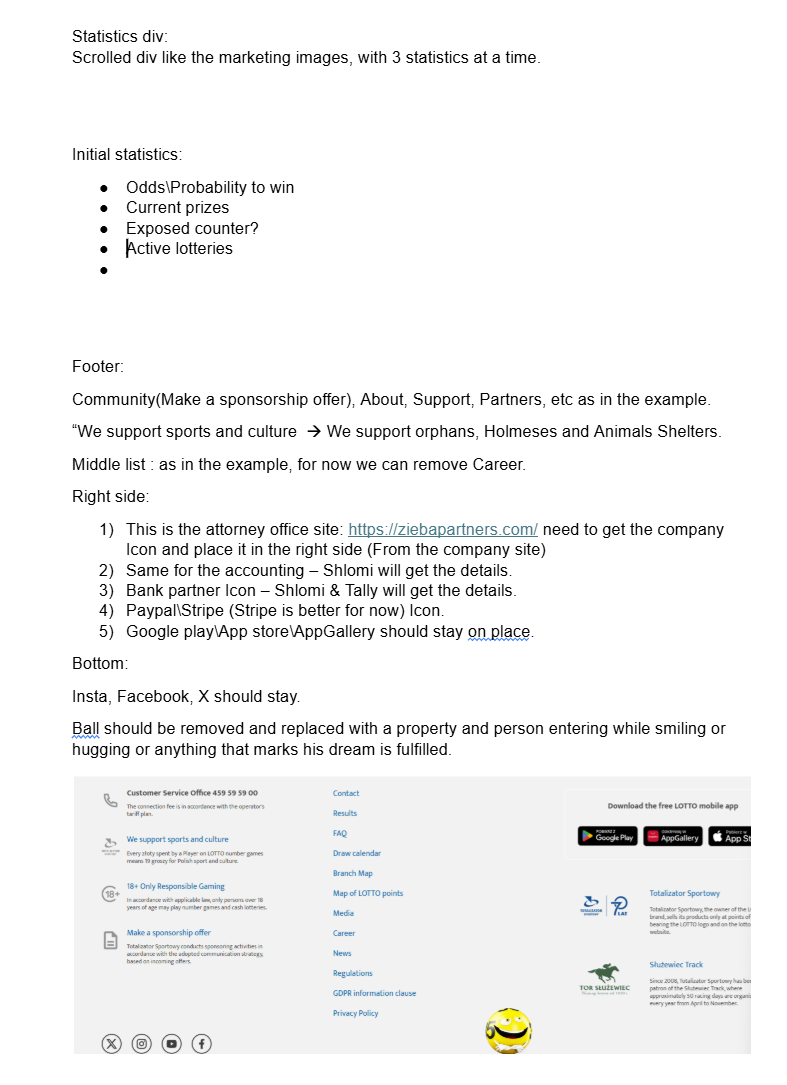 Statistics div:
Scrolled div like the marketing images, with 3 statistics at a time.
Initial statistics:
● Odds\Probability to win
● Current prizes
● Exposed counter?
● Active lotteries
●
Footer:
Community(Make a sponsorship offer), About, Support, Partners, etc as in the example.
“We support sports and culture → We support orphans, Holmeses and Animals Shelters.
Middle list : as in the example, for now we can remove Career.
Right side:
1) This is the attorney office site: https://ziebapartners.com/ need to get the company
Icon and place it in the right side (From the company site)
2) Same for the accounting – Shlomi will get the details.
3) Bank partner Icon – Shlomi & Tally will get the details.
4) Paypal\Stripe (Stripe is better for now) Icon.
5) Google play\App store\AppGallery should stay on place.
Bottom:
Insta, Facebook, X should stay.
Ball should be removed and replaced with a property and person entering while smiling or
hugging or anything that marks his dream is fulfilled.
Customer Service Office 459 59 59 00
The connection fee is in accordance with the operator's
tariff plan.
We support sports and culture
Every zloty spent by a Player on LOTTO number games
means 19 groszy for Polish sport and culture.
18+
18+ Only Responsible Gaming
In accordance with applicable law, only persons over 18
years of age may play number games and cash lotteries.
Make a sponsorship offer
Totalizator Sportowy conducts sponsoring activities in
accordance with the adopted communication strategy,
based on incoming offers.
Contact
Results
FAQ
Draw calendar
Branch Map
Map of LOTTO points
Media
Career
News
Regulations
GDPR information clause
Privacy Policy
Download the free LOTTO mobile app
POBIERZ Z
Google Play
AppGallery
Pobierz w
App St
LAT
Totalizator Sportowy
Totalizator Sportowy, the owner of the
brand, sells its products only at points of
bearing the LOTTO logo and on the lotto
website.
TOR SŁUŻEWIEC
Służewiec Track
Since 2008, Totalizator Sportowy has
patron of the Służewiec Track, where
approximately 50 racing days are
every year from April to November.